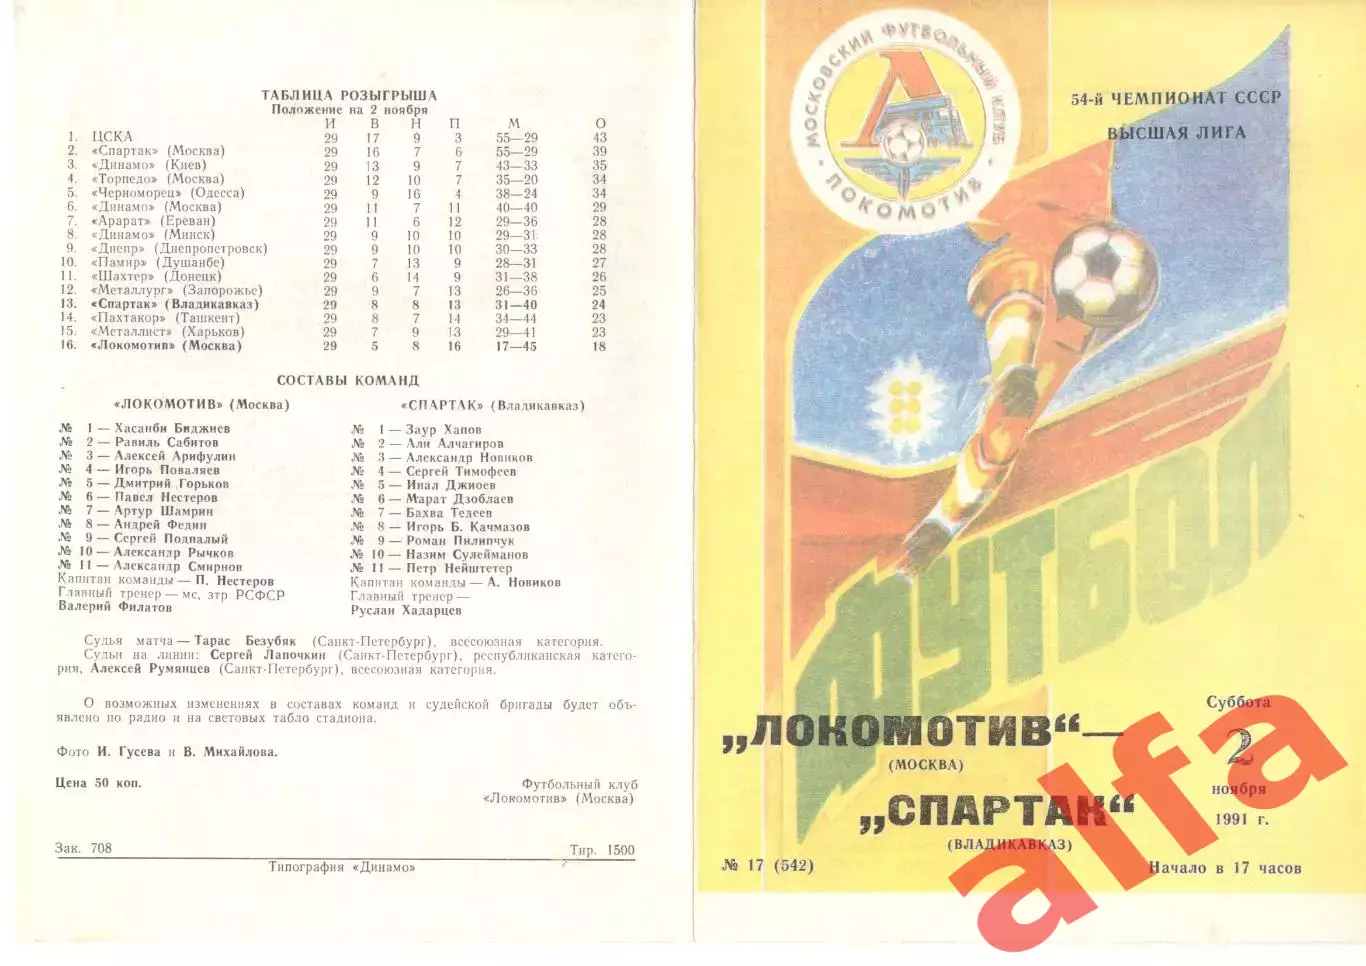 ТАБЛИЦА РОЗЫГРЫША
Положение на 2 ноября
И В Н П М О
1. ЦСКА 29 17 9 3 55—29 43
2. «Спартак» (Москва) 29 16 7 6 55—29 39
3. «Динамо» (Киев) 29 13 9 7 43—33 35
4. «Торпедо» (Москва) 29 12 10 7 35—20 34
5. «Черноморец» (Одесса) 29 9 16 4 38—24 34
6. «Динамо» (Москва) 29 11 7 11 40—40 29
7. «Арарат» (Ереван) 29 11 6 12 29—36 28
8. «Динамо» (Минск) 29 9 10 10 29—31 28
9. «Днепр» (Днепропетровск) 29 9 10 10 30—33 28
10. «Памир» (Душанбе) 29 7 13 9 28—31 27
11. «Шахтер» (Донецк) 29 6 14 9 31—38 26
12. «Металлург» (Запорожье) 29 9 7 13 26—36 25
13. «Спартак» (Владикавказ) 29 8 8 13 31—40 24
14. «Пахтакор» (Ташкент) 29 8 7 14 34—44 23
15. «Металлист» (Харьков) 29 7 9 13 29—41 23
16. «Локомотив» (Москва) 29 5 8 16 17—45 18
СОСТАВЫ КОМАНД
«ЛОКОМОТИВ» (Москва)
№ 1 — Хасанби Биджиев
№ 2 — Равиль Сабитов
№ 3 — Алексей Арифулин
№ 4 — Игорь Поваляев
№ 5 — Дмитрий Горьков
№ 6 — Павел Нестеров
№ 7 — Артур Шамрин
№ 8 — Андрей Федин
№ 9 — Сергей Подпалый
№ 10 — Александр Рычков
№ 11 — Александр Смирнов
Капитан команды — П. Нестеров
Главный тренер — мс, зтр РСФСР
Валерий Филатов
«СПАРТАК» (Владикавказ)
№ 1 — Заур Хапов
№ 2 — Али Алчагиров
№ 3 — Александр Новиков
№ 4 — Сергей Тимофеев
№ 5 — Инал Джиоев
№ 6 — Марат Дзоблаев
№ 7 — Бахва Тедеев
№ 8 — Игорь Б. Качмазов
№ 9 — Роман Пилипчук
№ 10 — Назим Сулейманов
№ 11 — Петр Нейштетер
Капитан команды — А. Новиков
Главный тренер —
Руслан Хадарцев
Судья матча — Тарас Безубяк (Санкт-Петербург), всесоюзная категория.
Судьи на линии: Сергей Лапочкин (Санкт-Петербург), республиканская катего-
рия, Алексей Румянцев (Санкт-Петербург), всесоюзная категория.
О возможных изменениях в составах команд и судейской бригады будет объ-
явлено по радио и на световых табло стадиона.
Фото И. Гусева и В. Михайлова.
Цена 50 коп.
Футбольный клуб
«Локомотив» (Москва)
Зак. 708 Тир. 1500
Типография «Динамо»
МОСКОВСКИЙ ФУТБОЛЬНЫЙ КЛУБ
Л
• ЛОКОМОТИВ •
54-й ЧЕМПИОНАТ СССР
ВЫСШАЯ ЛИГА
ФУТБОЛ
„ЛОКОМОТИВ“—
(МОСКВА)
„СПАРТАК“
(ВЛАДИКАВКАЗ)
Суббота
2
ноября
1991 г.
№ 17 (542)
Начало в 17 часов
alfa